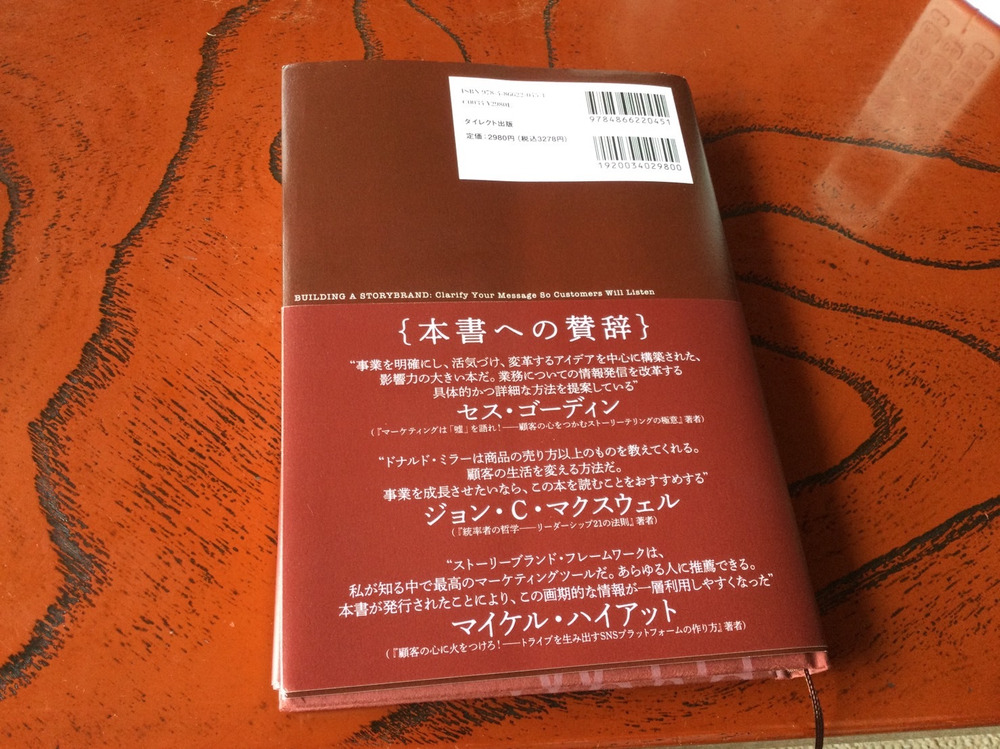 ISBN 978-4-86622-045-1
C0034 ¥2980E
9784866220451
ダイレクト出版
定価:2980円(税込3278円)
1920034029800
BUILDING A STORYBRAND: Clarify Your Message So Customers Will Listen
{本書への賛辞}
“事業を明確にし、活気づけ、変革するアイデアを中心に構築された、
影響力の大きい本だ。業務についての情報発信を改革する
具体的かつ詳細な方法を提案している”
セス・ゴーディン
(『マーケティングは「嘘」を語れ!――顧客の心をつかむストーリーテリングの極意』著者)
“ドナルド・ミラーは商品の売り方以上のものを教えてくれる。
顧客の生活を変える方法だ。
事業を成長させたいなら、この本を読むことをおすすめする”
ジョン・C・マクスウェル
(『統率者の哲学――リーダーシップ21の法則』著者)
“ストーリーブランド・フレームワークは、
私が知る中で最高のマーケティングツールだ。あらゆる人に推薦できる。
本書が発行されたことにより、この画期的な情報が一層利用しやすくなった”
マイケル・ハイアット
(『顧客の心に火をつけろ!――トライブを生み出すSNSプラットフォームの作り方』著者)